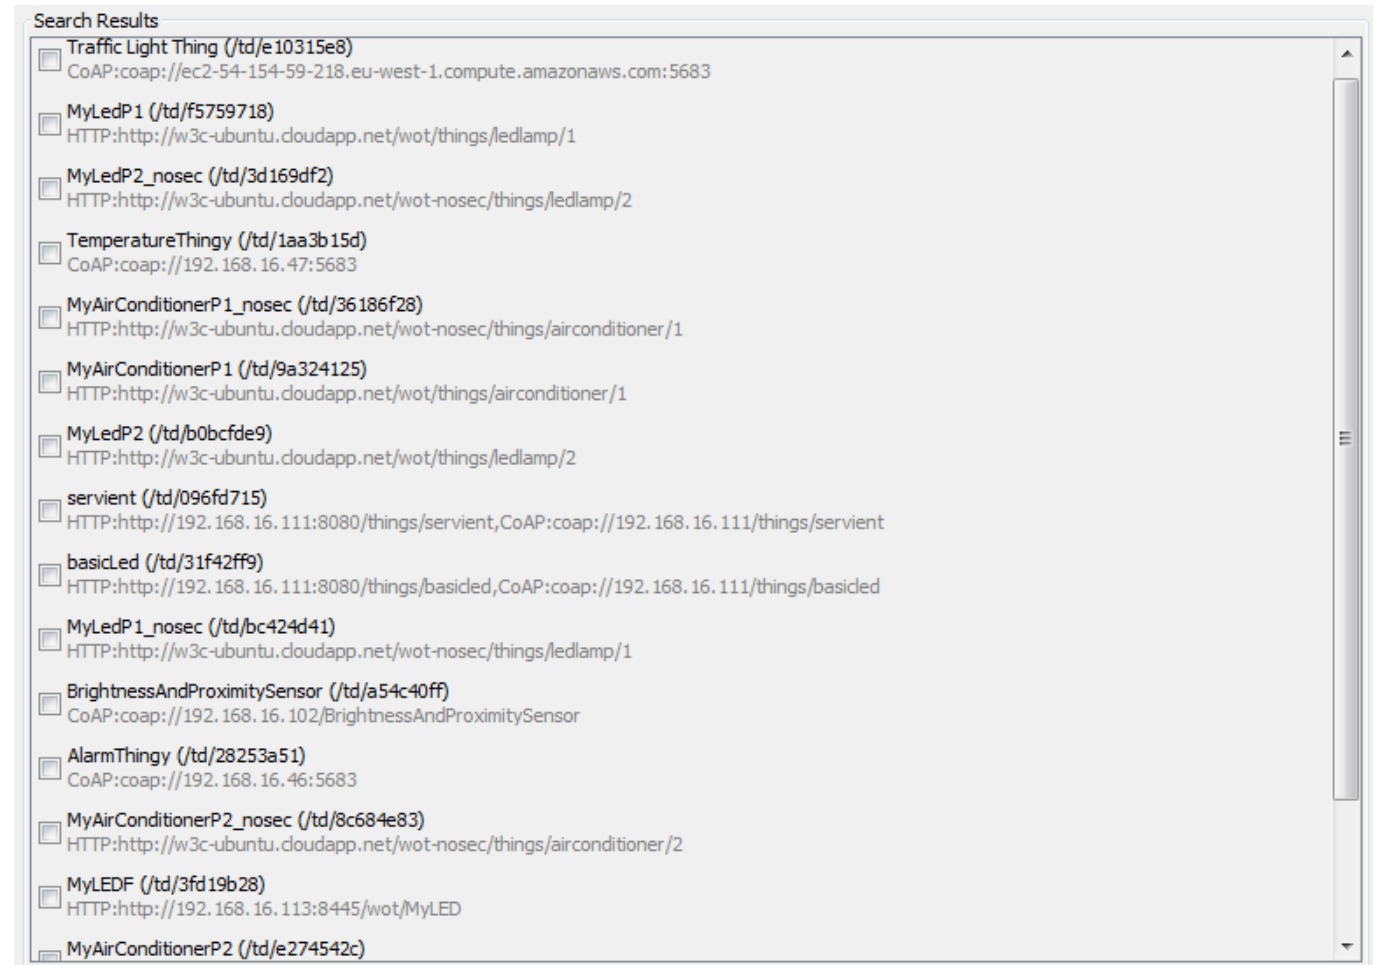 Search Results
Traffic Light Thing (/td/e10315e8)
CoAP:coap://ec2-54-154-59-218.eu-west-1.compute.amazonaws.com:5683
MyLedP1 (/td/f5759718)
HTTP:http://w3c-ubuntu.cloudapp.net/wot/things/ledlamp/1
MyLedP2_nosec (/td/3d169df2)
HTTP:http://w3c-ubuntu.cloudapp.net/wot-nosec/things/ledlamp/2
TemperatureThingy (/td/1aa3b15d)
CoAP:coap://192.168.16.47:5683
MyAirConditionerP1_nosec (/td/36186f28)
HTTP:http://w3c-ubuntu.cloudapp.net/wot-nosec/things/airconditioner/1
MyAirConditionerP1 (/td/9a324125)
HTTP:http://w3c-ubuntu.cloudapp.net/wot/things/airconditioner/1
MyLedP2 (/td/b0bcfde9)
HTTP:http://w3c-ubuntu.cloudapp.net/wot/things/ledlamp/2
servient (/td/096fd715)
HTTP:http://192.168.16.111:8080/things/servient,CoAP:coap://192.168.16.111/things/servient
basicLed (/td/31f42ff9)
HTTP:http://192.168.16.111:8080/things/basicled,CoAP:coap://192.168.16.111/things/basicled
MyLedP1_nosec (/td/bc424d41)
HTTP:http://w3c-ubuntu.cloudapp.net/wot-nosec/things/ledlamp/1
BrightnessAndProximitySensor (/td/a54c40ff)
CoAP:coap://192.168.16.102/BrightnessAndProximitySensor
AlarmThingy (/td/28253a51)
CoAP:coap://192.168.16.46:5683
MyAirConditionerP2_nosec (/td/8c684e83)
HTTP:http://w3c-ubuntu.cloudapp.net/wot-nosec/things/airconditioner/2
MyLEDF (/td/3fd19b28)
HTTP:http://192.168.16.113:8445/wot/MyLED
MyAirConditionerP2 (/td/e274542c)